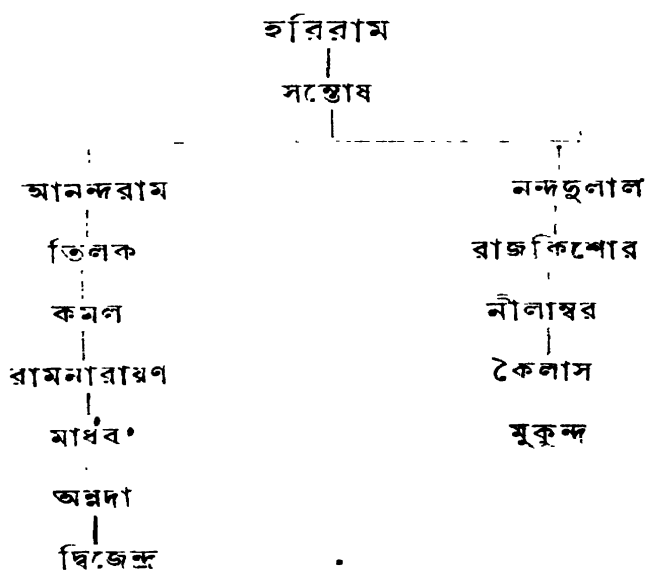 হরিরাম
সন্তোষ
আনন্দরাম নন্দদুলাল
তিলক রাজকিশোর
কমল নীলাম্বর
রামনারায়ণ কৈলাস
মাধব মুকুন্দ
অন্নদা
দ্বিজেন্দ্র